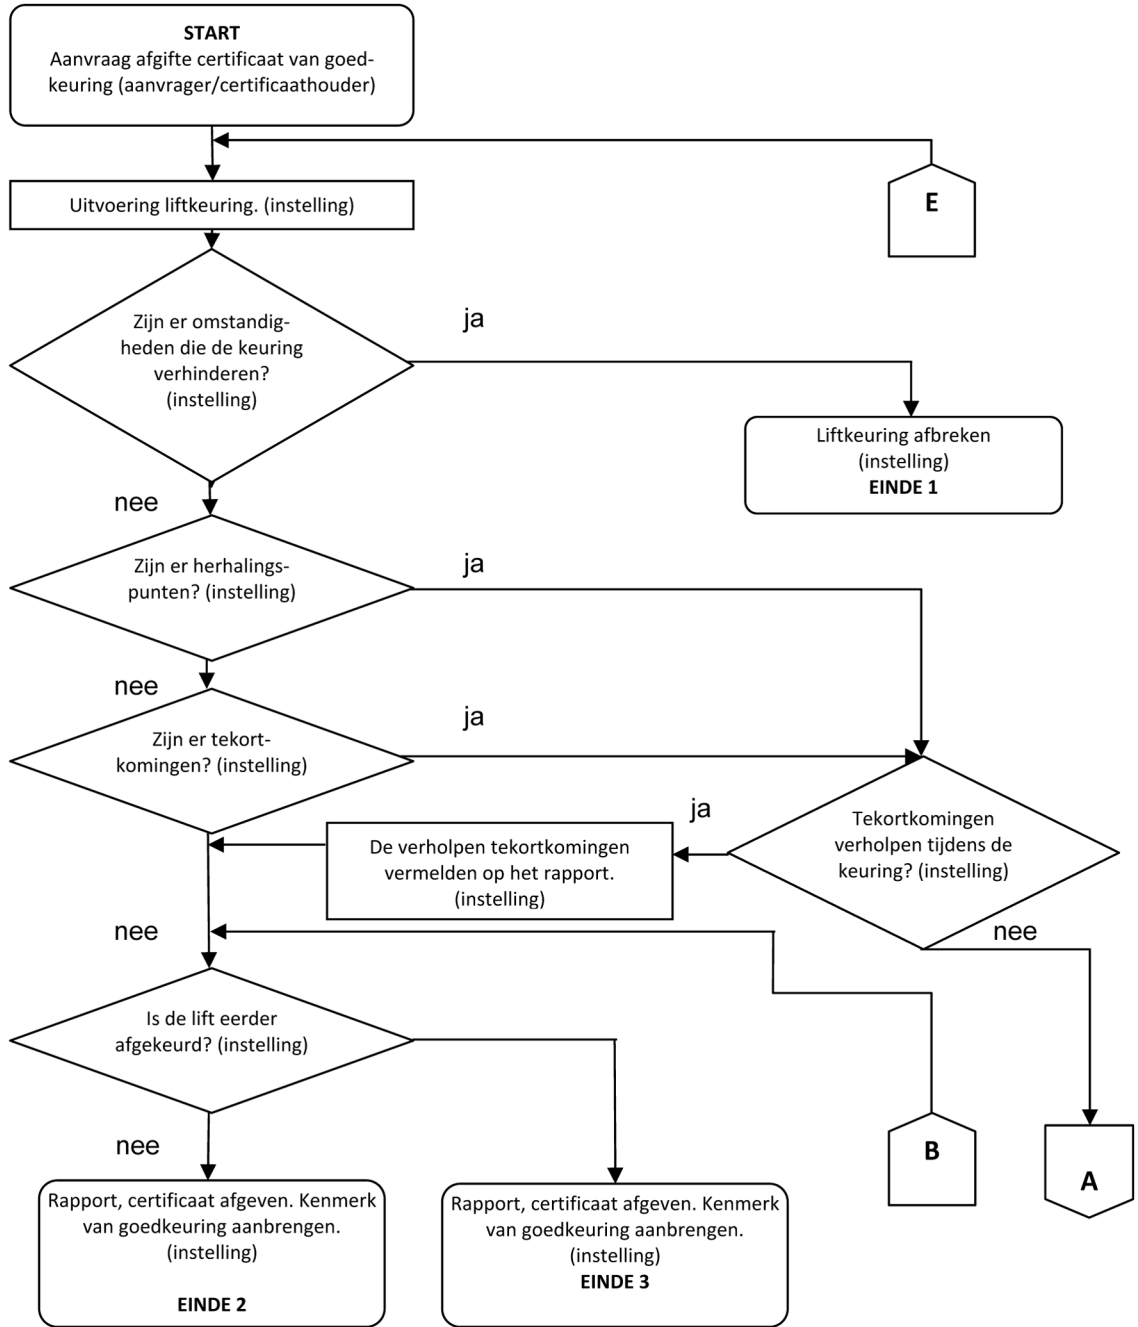 START
Aanvraag afgifte certificaat van goed-
keuring (aanvrager/certificaathouder)
Uitvoering liftkeuring. (instelling)
E
Zijn er omstandig-
heden die de keuring
verhinderen?
(instelling)
ja
Liftkeuring afbreken
(instelling)
EINDE 1
nee
Zijn er herhalings-
punten? (instelling)
ja
nee
Zijn er tekort-
komingen? (instelling)
ja
Tekortkomingen
verholpen tijdens de
keuring? (instelling)
ja
De verholpen tekortkomingen
vermelden op het rapport.
(instelling)
nee
nee
Is de lift eerder
afgekeurd? (instelling)
B
A
nee
Rapport, certificaat afgeven. Kenmerk
van goedkeuring aanbrengen.
(instelling)
EINDE 2
Rapport, certificaat afgeven. Kenmerk
van goedkeuring aanbrengen.
(instelling)
EINDE 3